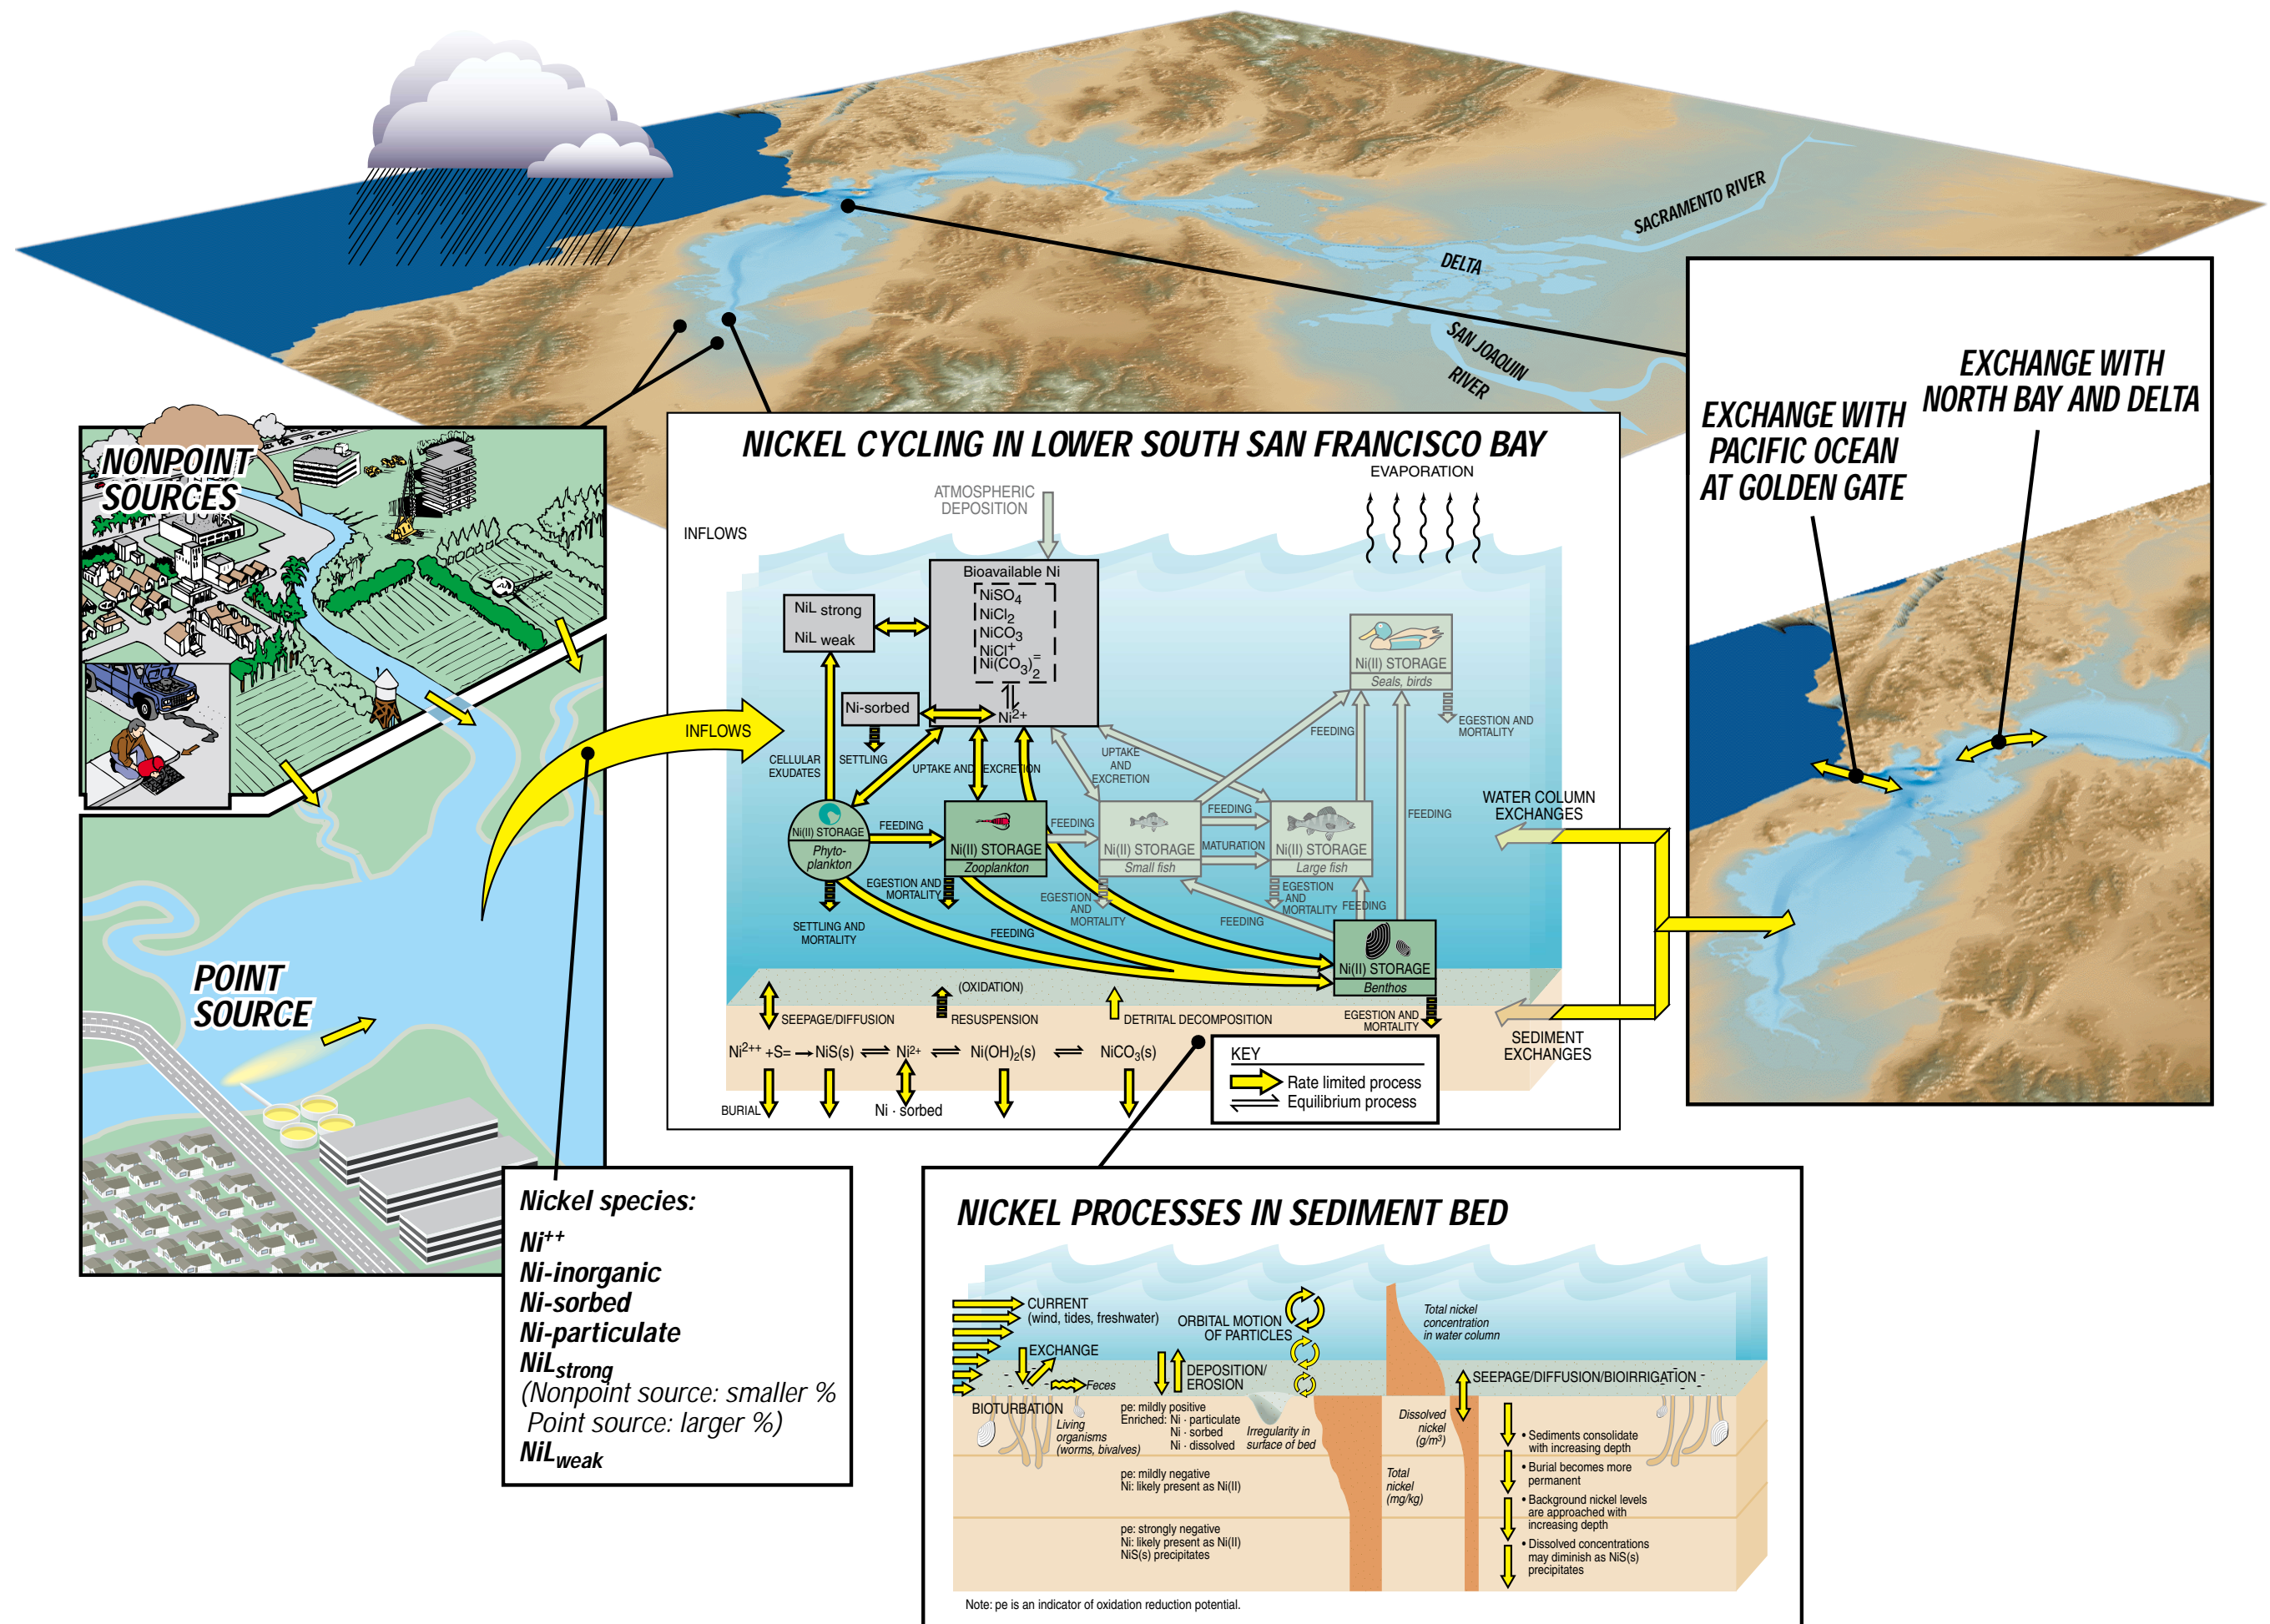 SACRAMENTO RIVER
DELTA
SAN JOAQUIN
RIVER
NONPOINT
SOURCES
POINT
SOURCE
Nickel species:
Ni++
Ni-inorganic
Ni-sorbed
Ni-particulate
NiLstrong
(Nonpoint source: smaller %
Point source: larger %)
NiLweak
NICKEL CYCLING IN LOWER SOUTH SAN FRANCISCO BAY
EVAPORATION
ATMOSPHERIC
DEPOSITION
INFLOWS
INFLOWS
Bioavailable Ni
NiSO4
NiCl2
NiCO3
NiCl+
Ni(CO3)2=
Ni2+
NiL strong
NiL weak
Ni-sorbed
CELLULAR
EXUDATES
SETTLING
UPTAKE AND EXCRETION
UPTAKE
AND
EXCRETION
FEEDING
Ni(II) STORAGE
Seals, birds
EGESTION AND
MORTALITY
FEEDING
WATER COLUMN
EXCHANGES
Ni(II) STORAGE
Phyto-
plankton
FEEDING
Ni(II) STORAGE
Zooplankton
FEEDING
Ni(II) STORAGE
Small fish
FEEDING
MATURATION
Ni(II) STORAGE
Large fish
SETTLING AND
MORTALITY
EGESTION AND
MORTALITY
EGESTION
AND
MORTALITY
EGESTION
AND
MORTALITY
FEEDING
FEEDING
FEEDING
Ni(II) STORAGE
Benthos
EGESTION AND
MORTALITY
SEEPAGE/DIFFUSION
(OXIDATION)
RESUSPENSION
DETRITAL DECOMPOSITION
Ni2++ +S= → NiS(s) ⇌ Ni2+ ⇌ Ni(OH)2(s) ⇌ NiCO3(s)
BURIAL
Ni · sorbed
KEY
Rate limited process
Equilibrium process
SEDIMENT
EXCHANGES
EXCHANGE WITH
PACIFIC OCEAN
AT GOLDEN GATE
EXCHANGE WITH
NORTH BAY AND DELTA
NICKEL PROCESSES IN SEDIMENT BED
CURRENT
(wind, tides, freshwater)
EXCHANGE
Feces
BIOTURBATION
Living
organisms
(worms, bivalves)
ORBITAL MOTION
OF PARTICLES
DEPOSITION/
EROSION
pe: mildly positive
Enriched: Ni · particulate
Ni · sorbed
Ni · dissolved
Irregularity in
surface of bed
pe: mildly negative
Ni: likely present as Ni(II)
pe: strongly negative
Ni: likely present as Ni(II)
NiS(s) precipitates
Total nickel
concentration
in water column
SEEPAGE/DIFFUSION/BIOIRRIGATION
Dissolved
nickel
(g/m3)
Total
nickel
(mg/kg)
• Sediments consolidate
with increasing depth
• Burial becomes more
permanent
• Background nickel levels
are approached with
increasing depth
• Dissolved concentrations
may diminish as NiS(s)
precipitates
Note: pe is an indicator of oxidation reduction potential.